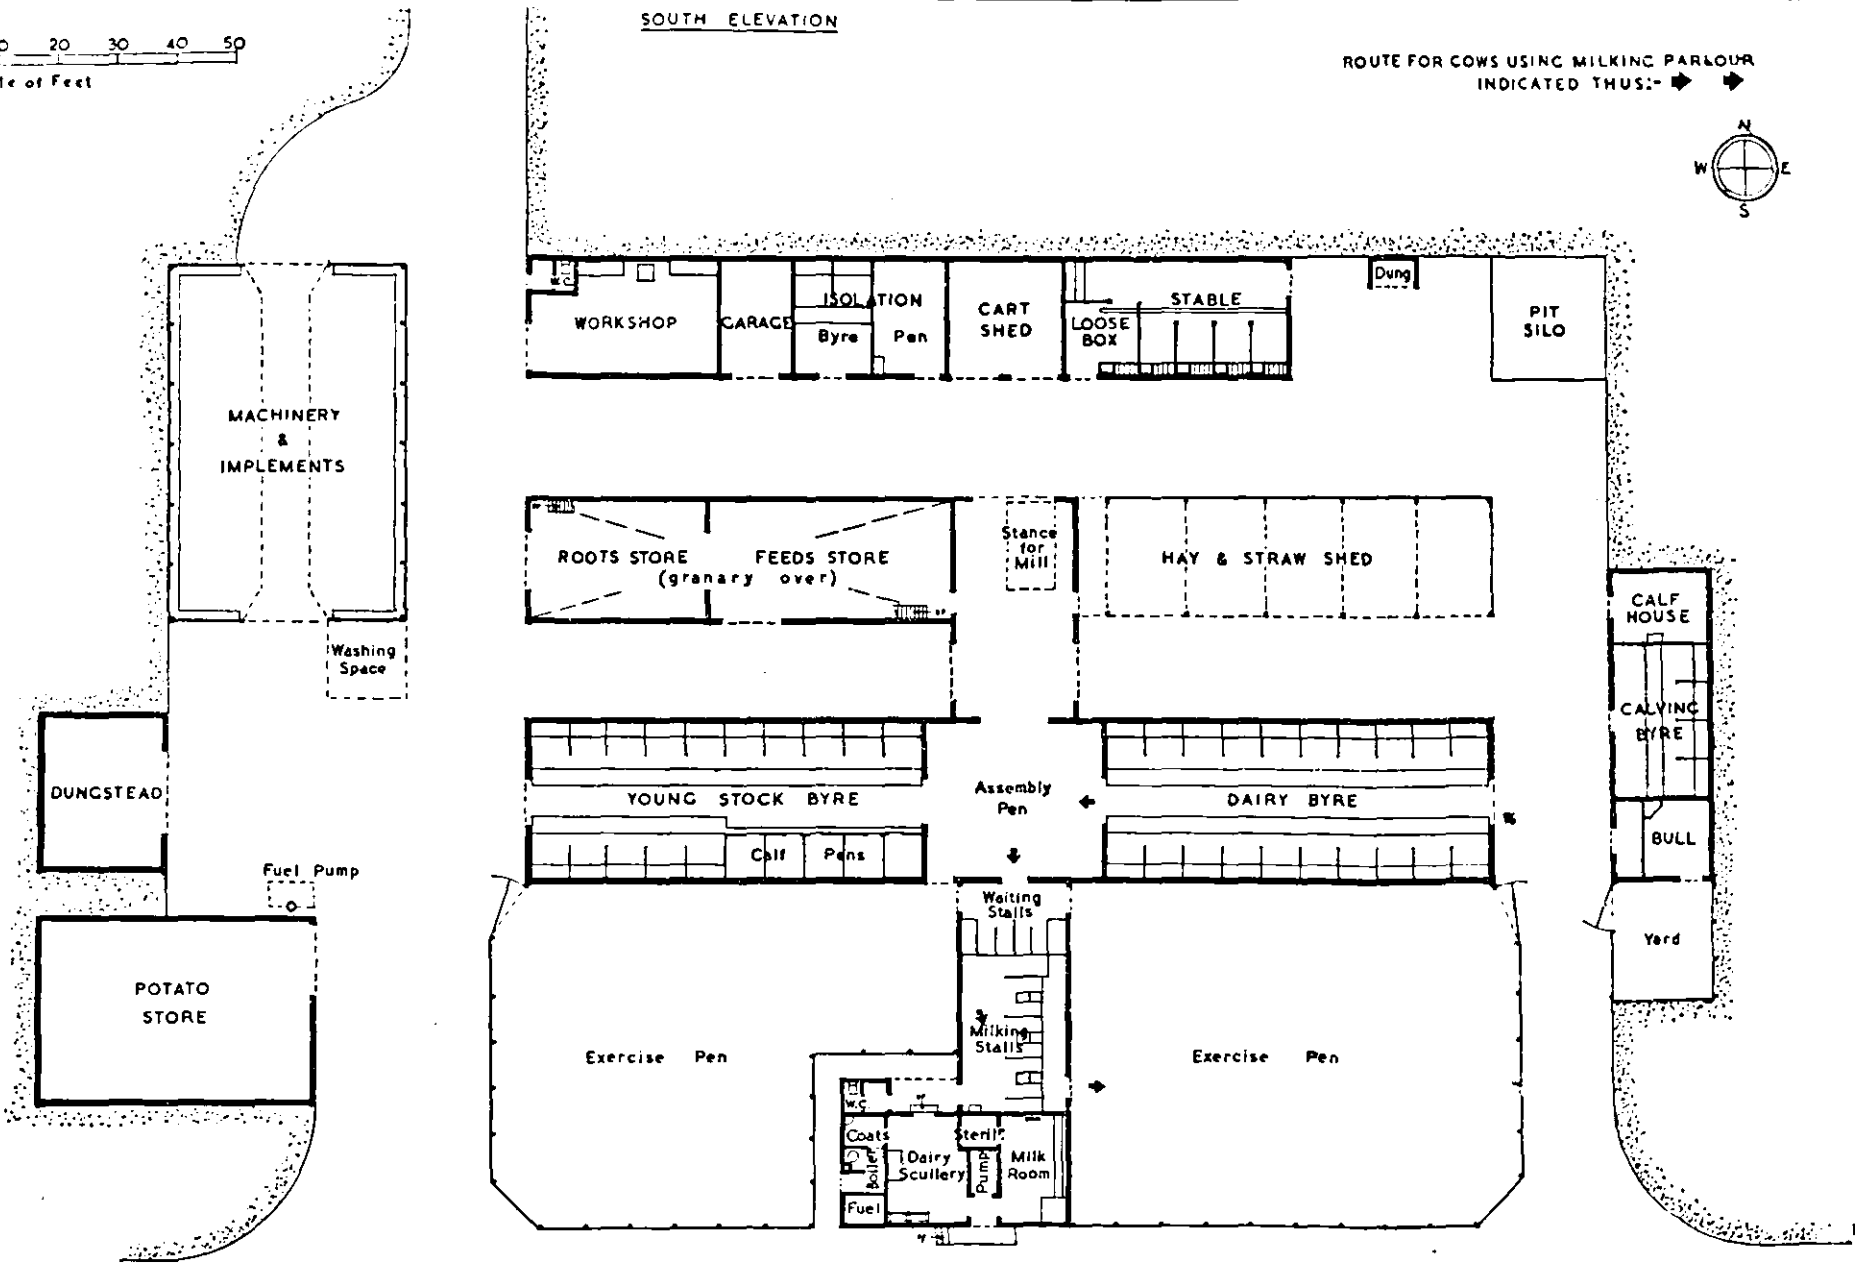 SOUTH ELEVATION
20 30 40 50
of Feet
ROUTE FOR COWS USING MILKING PARLOUR
INDICATED THUS:-
N
W E
S
W.C.
WORKSHOP
GARAGE
ISOLATION
Byre Pen
CART
SHED
LOOSE
BOX
STABLE
Dung
PIT
SILO
MACHINERY
&
IMPLEMENTS
ROOTS STORE FEEDS STORE
(granary over)
Stance
for
Mill
HAY & STRAW SHED
CALF
HOUSE
Washing
Space
CALVING
BYRE
DUNGSTEAD
YOUNG STOCK BYRE
Assembly
Pen
DAIRY BYRE
BULL
Calf Pens
Fuel Pump
Waiting
Stalls
Yard
POTATO
STORE
Exercise Pen
Milking
Stalls
Exercise Pen
W.C.
Coats
Boiler
Fuel
Dairy
Scullery
Steril?
Pump
Milk
Room